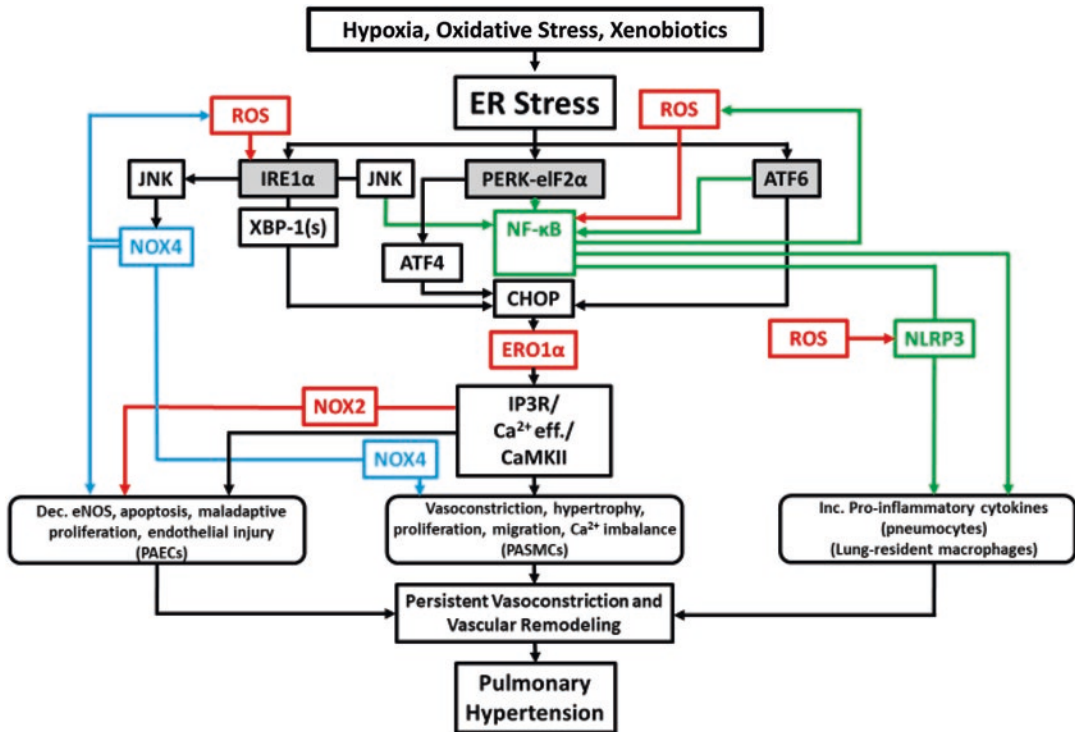 Hypoxia, Oxidative Stress, Xenobiotics
ER Stress
ROS
ROS
JNK
IRE1α
JNK
PERK-eIF2α
ATF6
XBP-1(s)
NOX4
NF-κB
ATF4
CHOP
ERO1α
ROS
NLRP3
NOX2
IP3R/
Ca²⁺ eff./
CaMKII
NOX4
Dec. eNOS, apoptosis, maladaptive
proliferation, endothelial injury
(PAECs)
Vasoconstriction, hypertrophy,
proliferation, migration, Ca²⁺ imbalance
(PASMCs)
Inc. Pro-inflammatory cytokines
(pneumocytes)
(Lung-resident macrophages)
Persistent Vasoconstriction and
Vascular Remodeling
Pulmonary
Hypertension